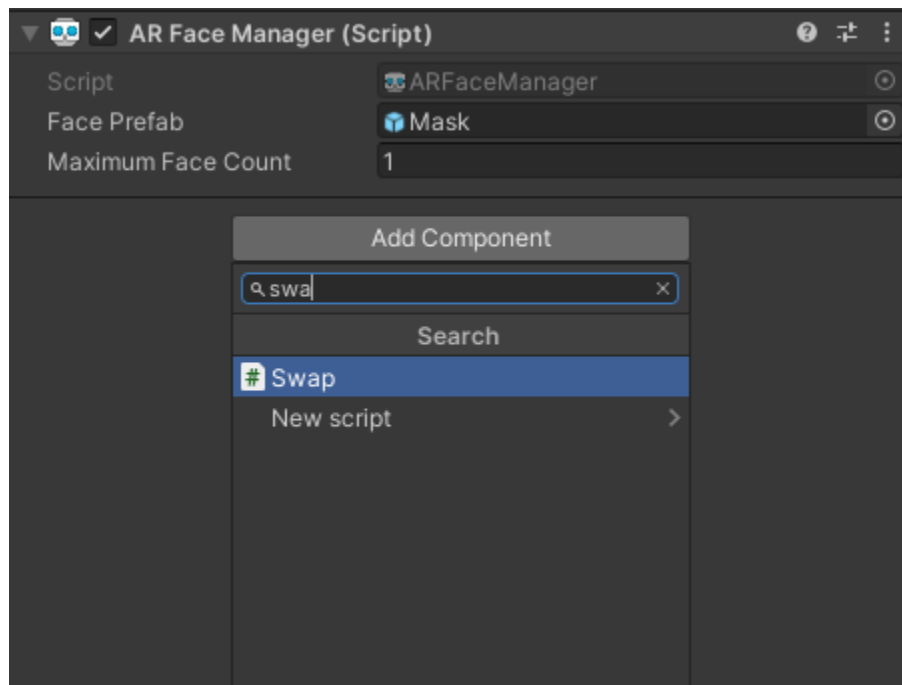 AR Face Manager (Script)
Script ARFaceManager
Face Prefab Mask
Maximum Face Count 1
Add Component
swa
Search
# Swap
New script